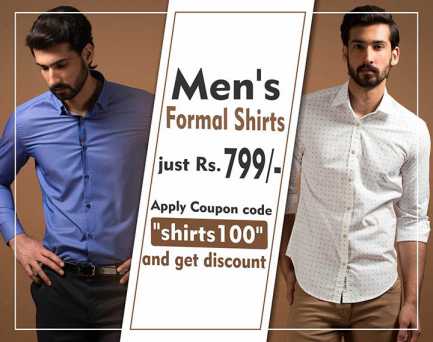 Men's
Formal Shirts
just Rs. 799/-
Apply Coupon code
"shirts100"
and get discount